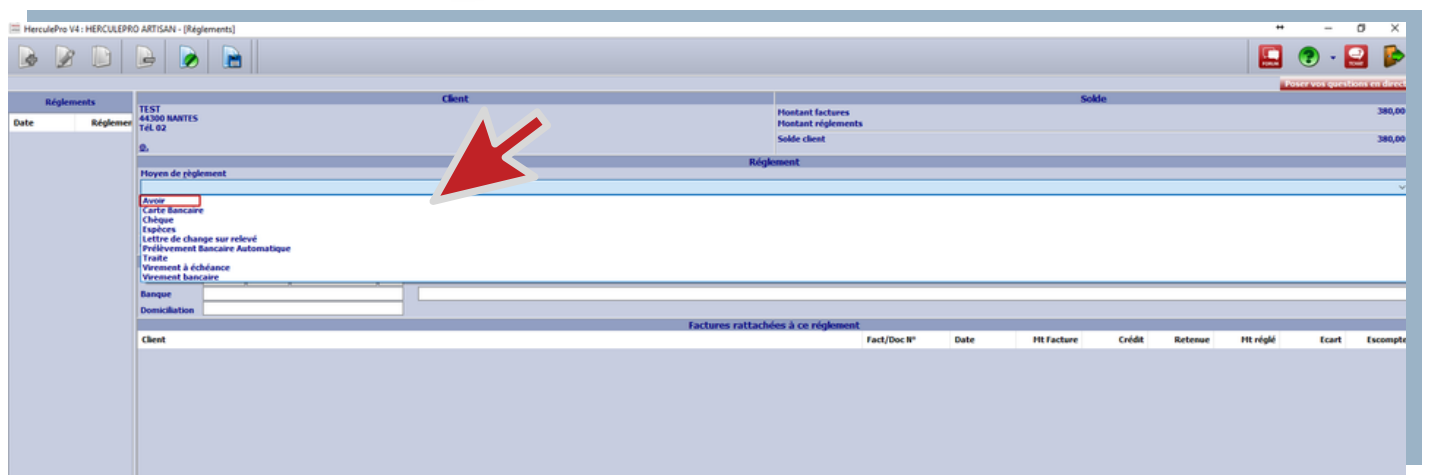 HerculePro V4 : HERCULEPRO ARTISAN - [Réglements]
FORUM
TCHAT
Poser vos questions en direct
Réglements
Date Réglemen
Client
TEST
44300 NANTES
Tél. 02
@.
Solde
Montant factures 380,00
Montant réglements
Solde client 380,00
Réglement
Moyen de règlement
Avoir
Carte Bancaire
Chèque
Espèces
Lettre de change sur relevé
Prélèvement Bancaire Automatique
Traite
Virement à échéance
Virement bancaire
Banque
Domiciliation
Factures rattachées à ce réglement
Client Fact/Doc N° Date Mt Facture Crédit Retenue Mt réglé Ecart Escompte